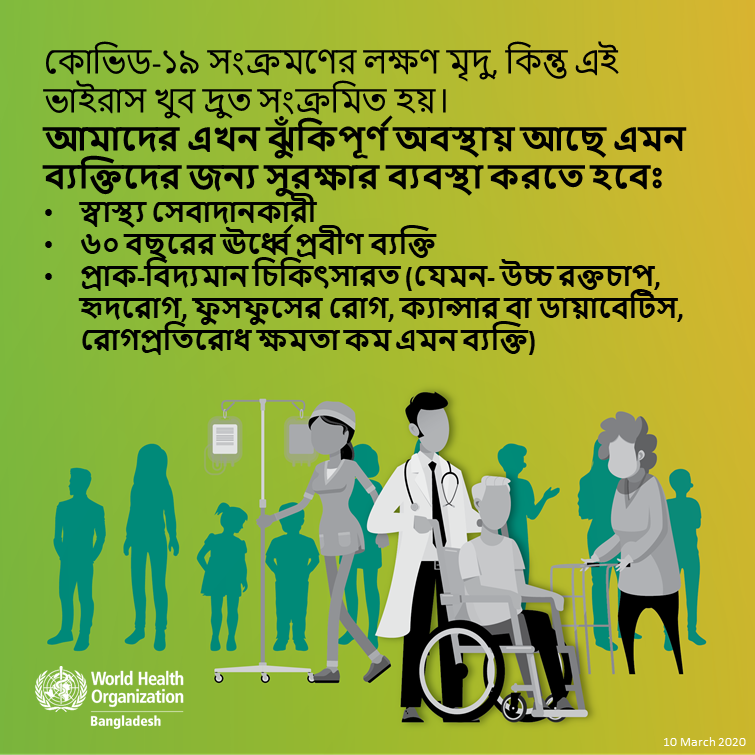 কোভিড-১৯ সংক্রমণের লক্ষণ মৃদু, কিন্তু এই
ভাইরাস খুব দ্রুত সংক্রমিত হয়।
আমাদের এখন ঝুঁকিপূর্ণ অবস্থায় আছে এমন
ব্যক্তিদের জন্য সুরক্ষার ব্যবস্থা করতে হবেঃ
• স্বাস্থ্য সেবাদানকারী
• ৬০ বছরের ঊর্ধ্বে প্রবীণ ব্যক্তি
• প্রাক-বিদ্যমান চিকিৎসারত (যেমন- উচ্চ রক্তচাপ,
হৃদরোগ, ফুসফুসের রোগ, ক্যান্সার বা ডায়াবেটিস,
রোগপ্রতিরোধ ক্ষমতা কম এমন ব্যক্তি)
World Health
Organization
Bangladesh
10 March 2020